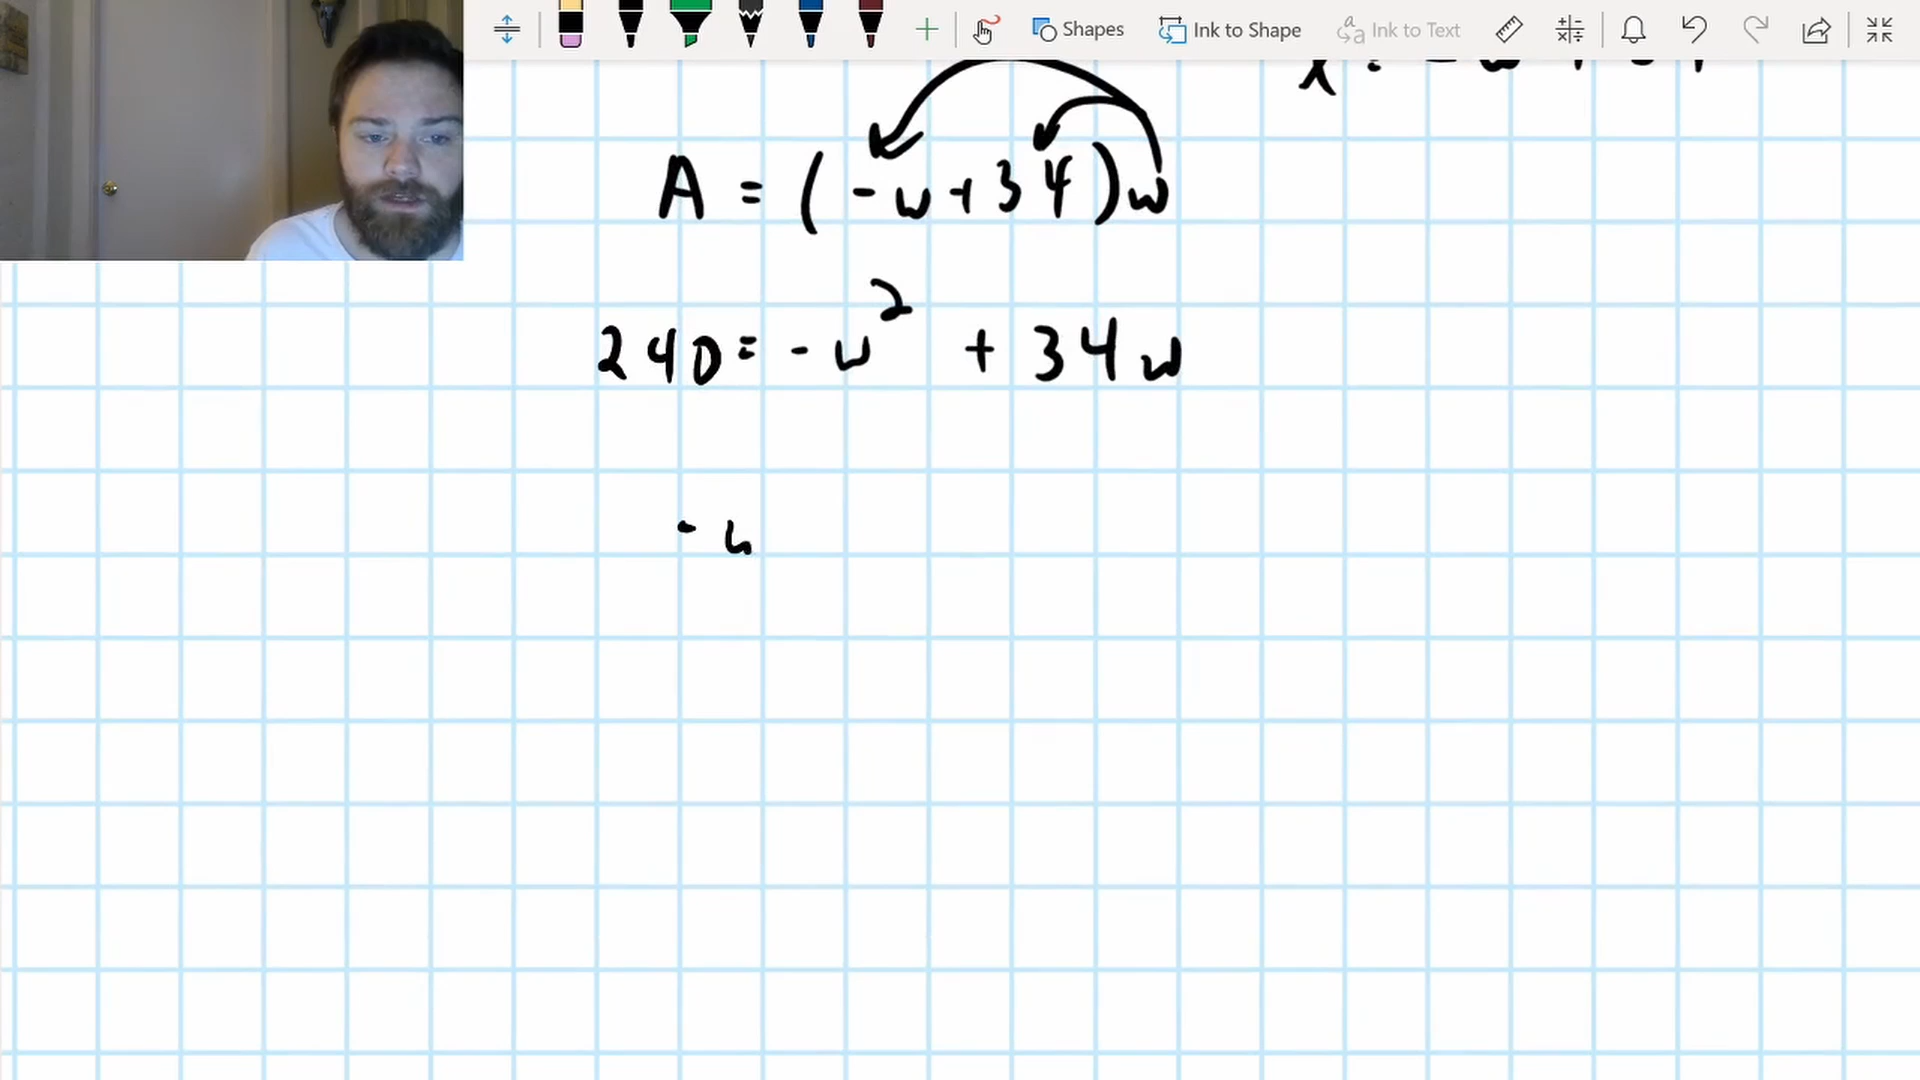 Shapes Ink to Shape Ink to Text
A = (-w+34)w
240 = -w² + 34w
-